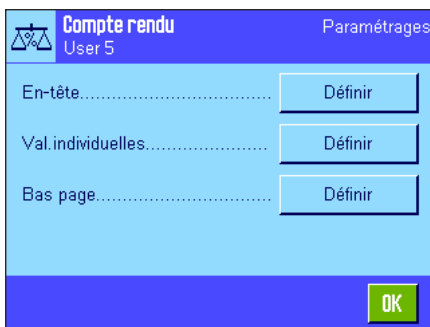 Compte rendu Paramétrages
User 5
En-tête................................ Définir
Val.individuelles...................... Définir
Bas page............................... Définir
OK